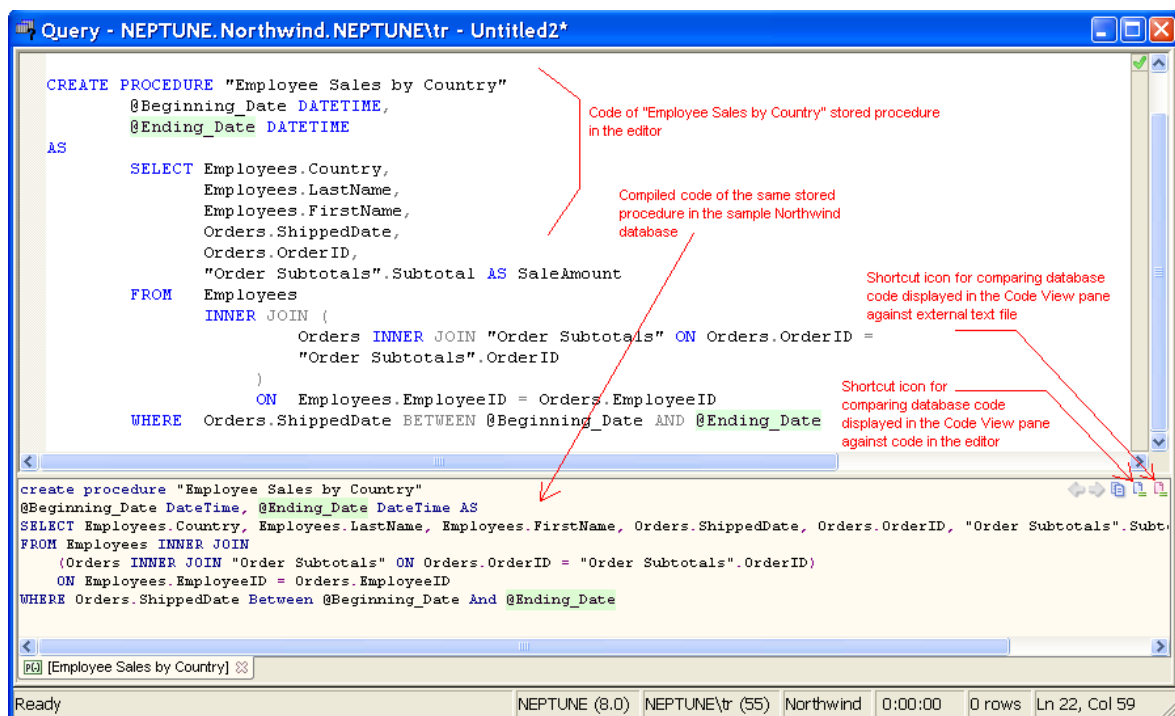 Query - NEPTUNE.Northwind.NEPTUNE\tr - Untitled2*
CREATE PROCEDURE "Employee Sales by Country"
@Beginning_Date DATETIME,
@Ending_Date DATETIME
AS
SELECT Employees.Country,
Employees.LastName,
Employees.FirstName,
Orders.ShippedDate,
Orders.OrderID,
"Order Subtotals".Subtotal AS SaleAmount
FROM Employees
INNER JOIN (
Orders INNER JOIN "Order Subtotals" ON Orders.OrderID =
"Order Subtotals".OrderID
)
ON Employees.EmployeeID = Orders.EmployeeID
WHERE Orders.ShippedDate BETWEEN @Beginning_Date AND @Ending_Date
Code of "Employee Sales by Country" stored procedure
in the editor
Compiled code of the same stored
procedure in the sample Northwind
database
Shortcut icon for comparing database
code displayed in the Code View pane
against external text file
Shortcut icon for
comparing database code
displayed in the Code View pane
against code in the editor
create procedure "Employee Sales by Country"
@Beginning_Date DateTime, @Ending_Date DateTime AS
SELECT Employees.Country, Employees.LastName, Employees.FirstName, Orders.ShippedDate, Orders.OrderID, "Order Subtotals".Subto
FROM Employees INNER JOIN
(Orders INNER JOIN "Order Subtotals" ON Orders.OrderID = "Order Subtotals".OrderID)
ON Employees.EmployeeID = Orders.EmployeeID
WHERE Orders.ShippedDate Between @Beginning_Date And @Ending_Date
P() [Employee Sales by Country]
Ready NEPTUNE (8.0) NEPTUNE\tr (55) Northwind 0:00:00 0 rows Ln 22, Col 59